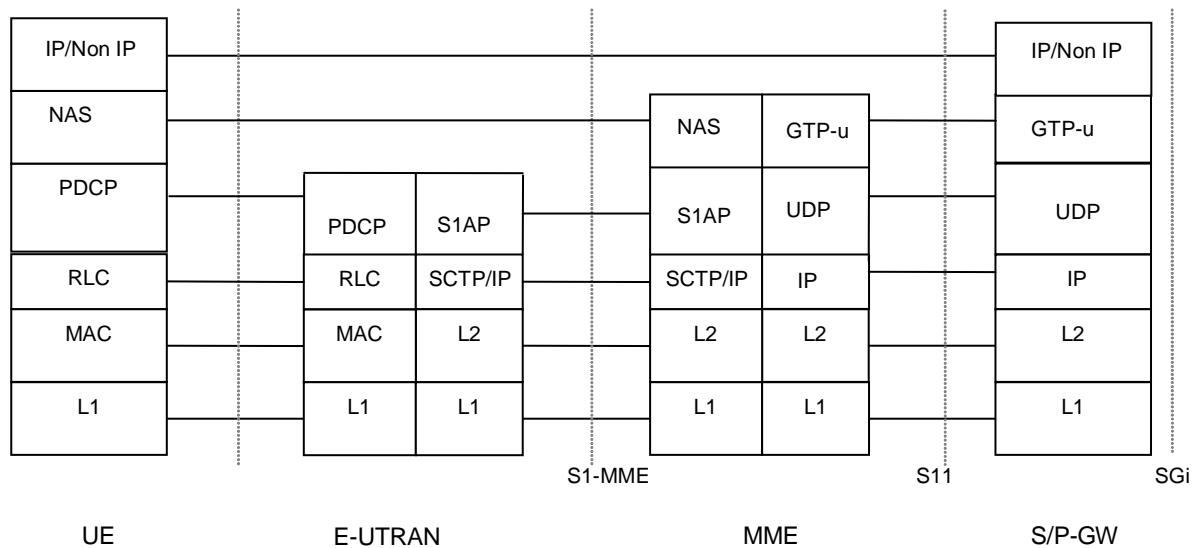 IP/Non IP IP/Non IP
NAS NAS GTP-u GTP-u
PDCP PDCP S1AP S1AP UDP UDP
RLC RLC SCTP/IP SCTP/IP IP IP
MAC MAC L2 L2 L2 L2
L1 L1 L1 L1 L1 L1
S1-MME S11 SGi
UE E-UTRAN MME S/P-GW